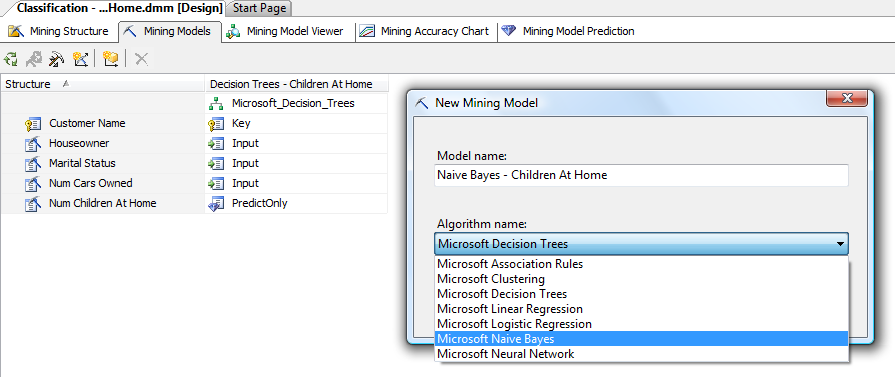 Classification - ...Home.dmm [Design] Start Page
Mining Structure Mining Models Mining Model Viewer Mining Accuracy Chart Mining Model Prediction
Structure Decision Trees - Children At Home
Microsoft_Decision_Trees
Customer Name Key
Houseowner Input
Marital Status Input
Num Cars Owned Input
Num Children At Home PredictOnly
New Mining Model
Model name:
Naive Bayes - Children At Home
Algorithm name:
Microsoft Decision Trees
Microsoft Association Rules
Microsoft Clustering
Microsoft Decision Trees
Microsoft Linear Regression
Microsoft Logistic Regression
Microsoft Naive Bayes
Microsoft Neural Network